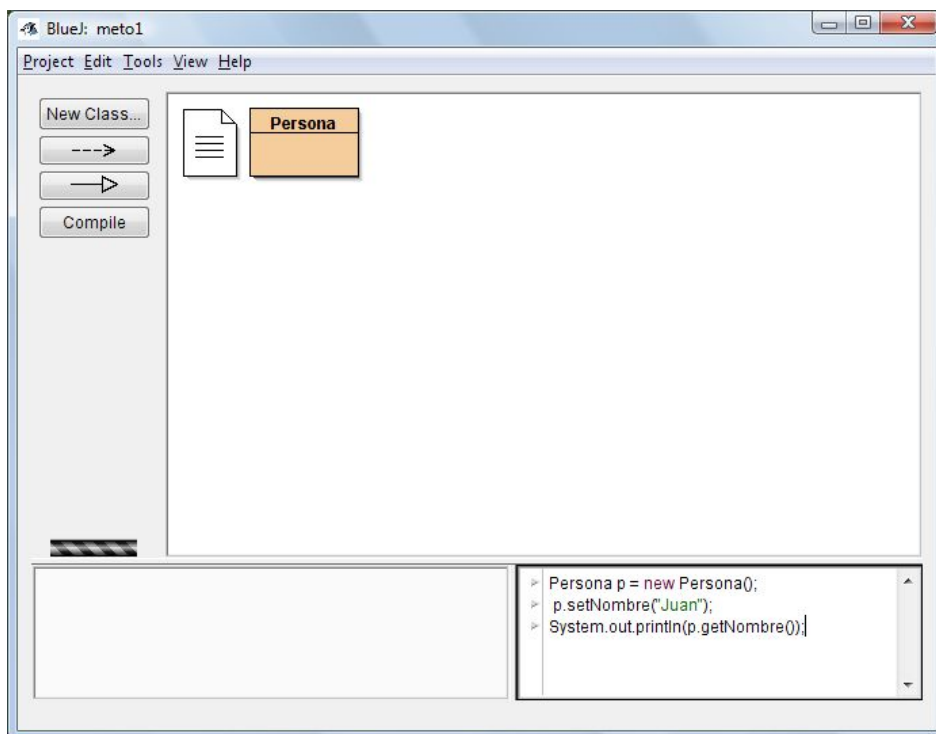 BlueJ: meto1
Project Edit Tools View Help
New Class...
Persona
Compile
Persona p = new Persona();
p.setNombre("Juan");
System.out.println(p.getNombre());